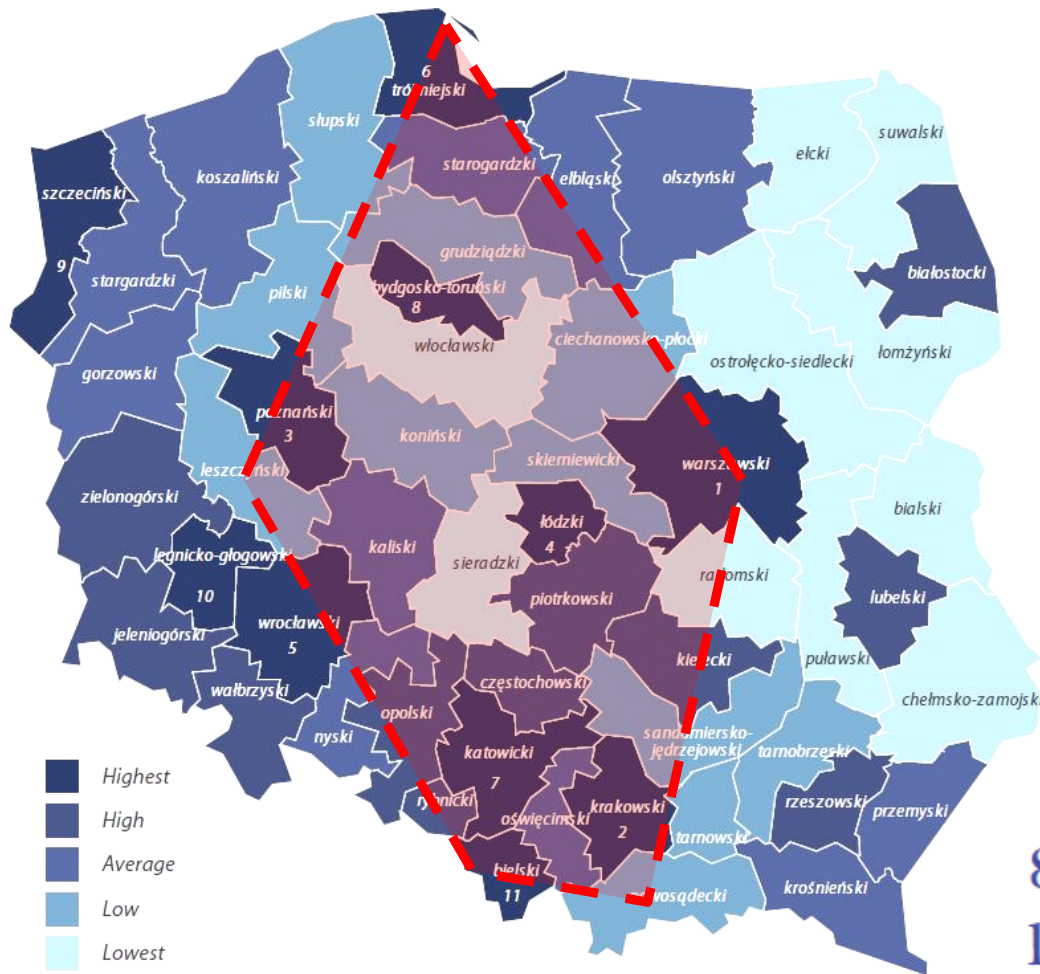 6
trójmiejski
słupski
suwalski
ełcki
starogardzki
koszaliński
elbląski
olsztyński
szczeciński
9
stargardzki
grudziądzki
białostocki
bydgosko-toruński
8
pilski
włocławski
ciechanowsko-płocki
ostrołęcko-siedlecki
łomżyński
gorzowski
poznański
3
koniński
leszczyński
skierniewicki
warszawski
1
zielonogórski
bialski
łódzki
4
legnicko-głogowski
10
kaliski
sieradzki
radomski
piotrkowski
lubelski
wrocławski
5
jeleniogórski
kielecki
puławski
wałbrzyski
częstochowski
chełmsko-zamojski
opolski
nyski
sandomiersko-
jędrzejowski
tarnobrzeski
katowicki
7
rybnicki
oświęcimski
krakowski
2
rzeszowski
przemyski
tarnowski
bielski
11
nowosądecki
krośnieński
Highest
High
Average
Low
Lowest